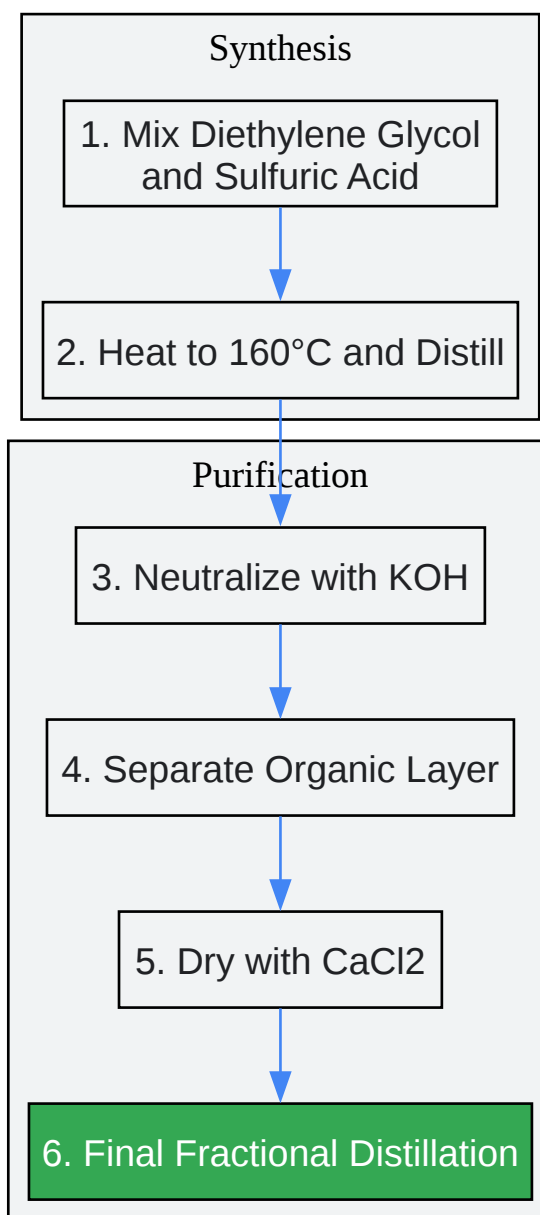 Synthesis
1. Mix Diethylene Glycol
and Sulfuric Acid
2. Heat to 160°C and Distill
Purification
3. Neutralize with KOH
4. Separate Organic Layer
5. Dry with CaCl2
6. Final Fractional Distillation